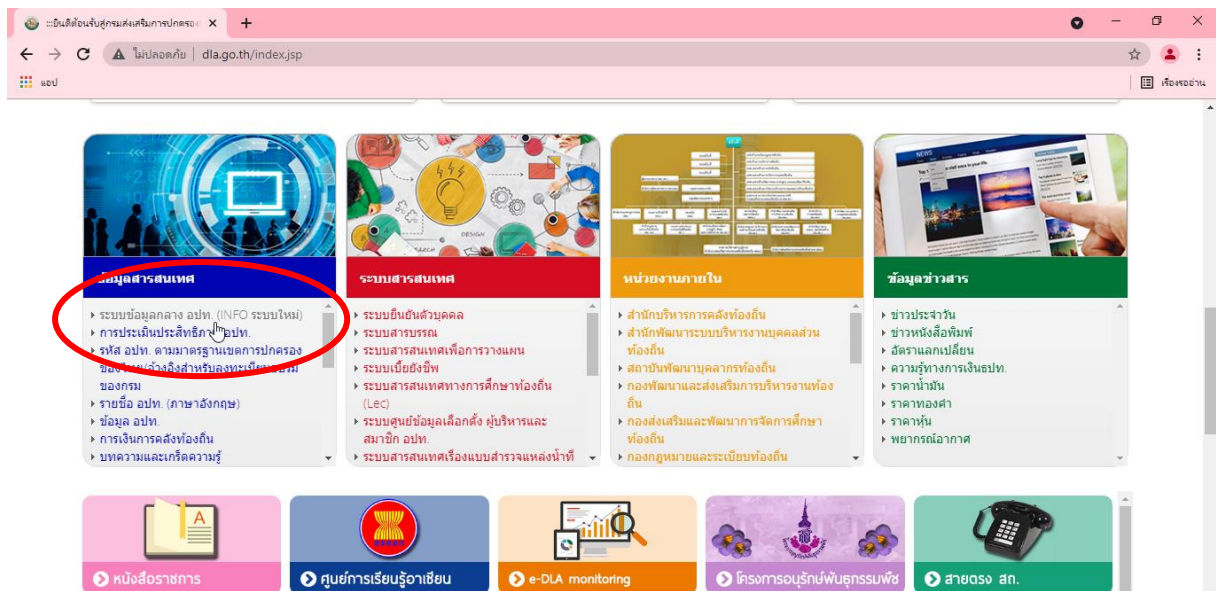 :::ยินดีต้อนรับสู่กรมส่งเสริมการปกครอง
ไม่ปลอดภัย | dla.go.th/index.jsp
แอป
เรื่องรออ่าน
NEWS
DESIGN
ข้อมูลสารสนเทศ
ระบบข้อมูลกลาง อปท. (INFO ระบบใหม่)
การประเมินประสิทธิภาพ อปท.
รหัส อปท. ตามมาตรฐานเขตการปกครอง
ของกรม
รายชื่อ อปท. (ภาษาอังกฤษ)
ข้อมูล อปท.
การเงินการคลังท้องถิ่น
บทความและเกร็ดความรู้
ระบบสารสนเทศ
ระบบยืนยันตัวบุคคล
ระบบสารบรรณ
ระบบสารสนเทศเพื่อการวางแผน
ระบบเบี้ยยังชีพ
ระบบสารสนเทศทางการศึกษาท้องถิ่น
(Lec)
ระบบศูนย์ข้อมูลเลือกตั้ง ผู้บริหารและ
สมาชิก อปท.
ระบบสารสนเทศเรื่องแบบสำรวจแหล่งน้ำที่
หน่วยงานภายใน
สำนักบริหารการคลังท้องถิ่น
สำนักพัฒนาระบบบริหารงานบุคคลส่วน
ท้องถิ่น
สถาบันพัฒนาบุคลากรท้องถิ่น
กองพัฒนาและส่งเสริมการบริหารงานท้อง
ถิ่น
กองส่งเสริมและพัฒนาการจัดการศึกษา
ท้องถิ่น
กองกฎหมายและระเบียบท้องถิ่น
ข้อมูลข่าวสาร
ข่าวประจำวัน
ข่าวหนังสือพิมพ์
อัตราแลกเปลี่ยน
ความรู้ทางการเงินธปท.
ราคาน้ำมัน
ราคาทองคำ
ราคาหุ้น
พยากรณ์อากาศ
A
หนังสือราชการ
ศูนย์การเรียนรู้อาเซียน
e-DLA monitoring
โครงการอนุรักษ์พันธุกรรมพืช
สายตรง สถ.